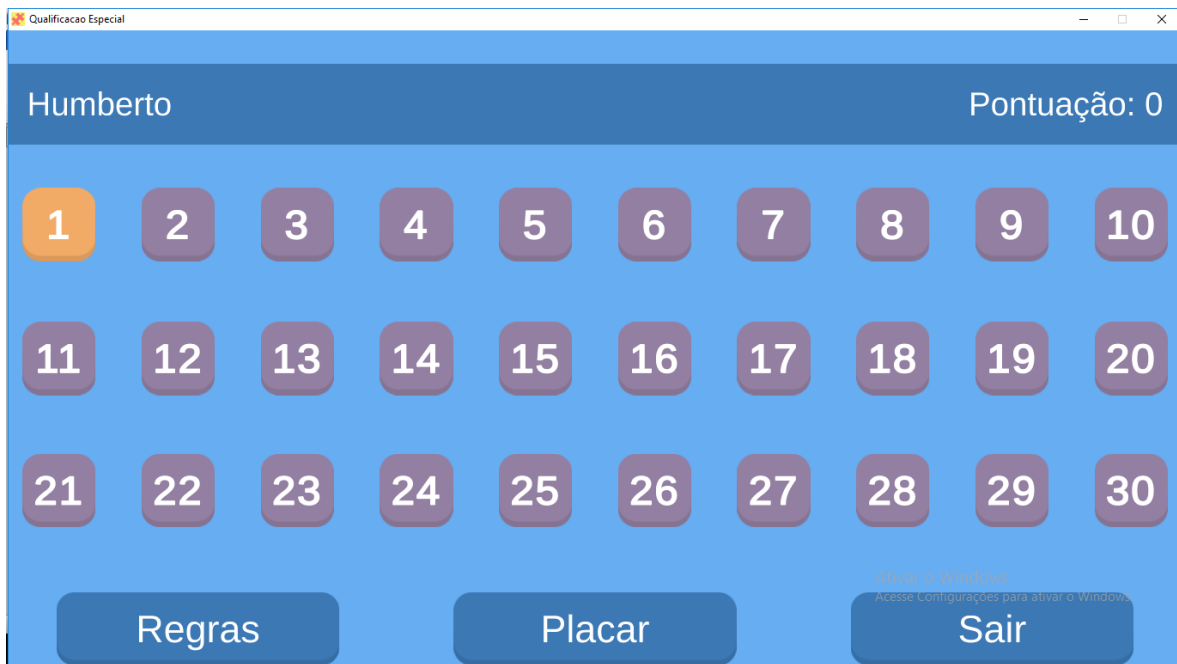 Qualificacao Especial
Humberto Pontuação: 0
1 2 3 4 5 6 7 8 9 10
11 12 13 14 15 16 17 18 19 20
21 22 23 24 25 26 27 28 29 30
Ativar o Windows
Acesse Configurações para ativar o Windows.
Regras Placar Sair